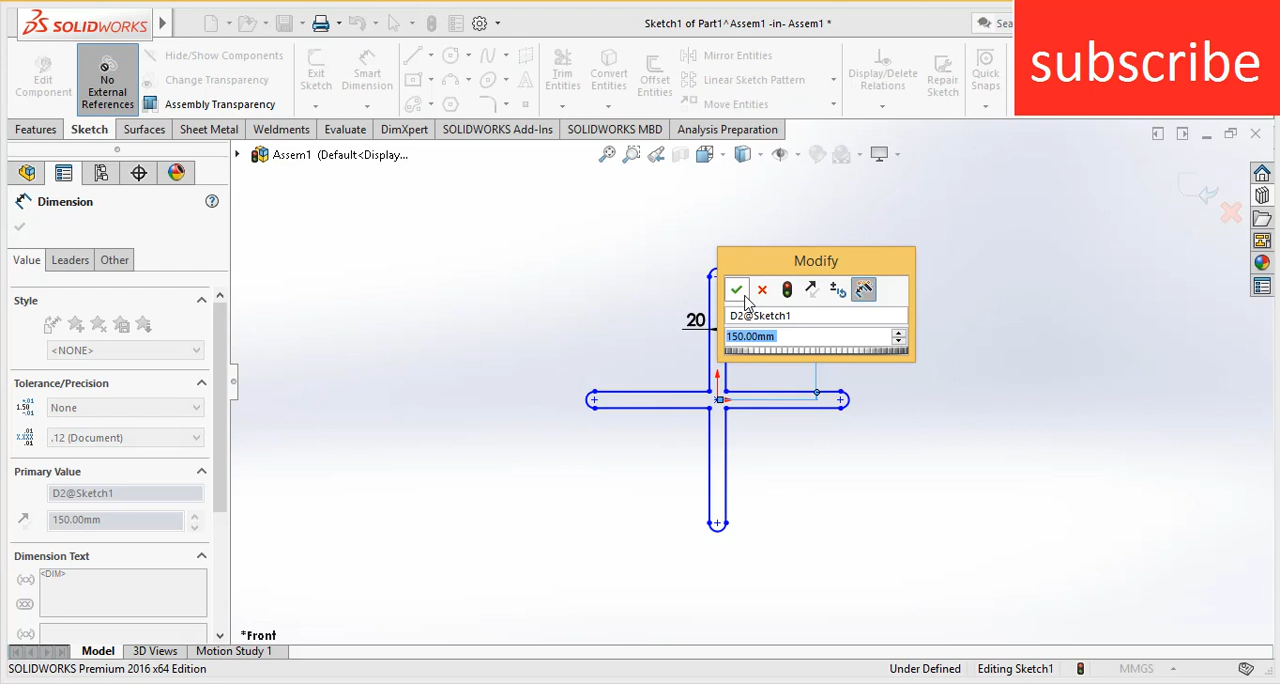 SOLIDWORKS
Sketch1 of Part1^Assem1 -in- Assem1 *
Sea
subscribe
Edit Component
No External References
Hide/Show Components
Change Transparency
Assembly Transparency
Exit Sketch
Smart Dimension
Trim Entities
Convert Entities
Offset Entities
Mirror Entities
Linear Sketch Pattern
Move Entities
Display/Delete Relations
Repair Sketch
Quick Snaps
Features
Sketch
Surfaces
Sheet Metal
Weldments
Evaluate
DimXpert
SOLIDWORKS Add-Ins
SOLIDWORKS MBD
Analysis Preparation
Assem1 (Default<Display...
Dimension
Value
Leaders
Other
Style
<NONE>
Tolerance/Precision
None
.12 (Document)
Primary Value
D2@Sketch1
150.00mm
Dimension Text
<DIM>
Modify
D2@Sketch1
150.00mm
20
*Front
Model
3D Views
Motion Study 1
SOLIDWORKS Premium 2016 x64 Edition
Under Defined
Editing Sketch1
MMGS